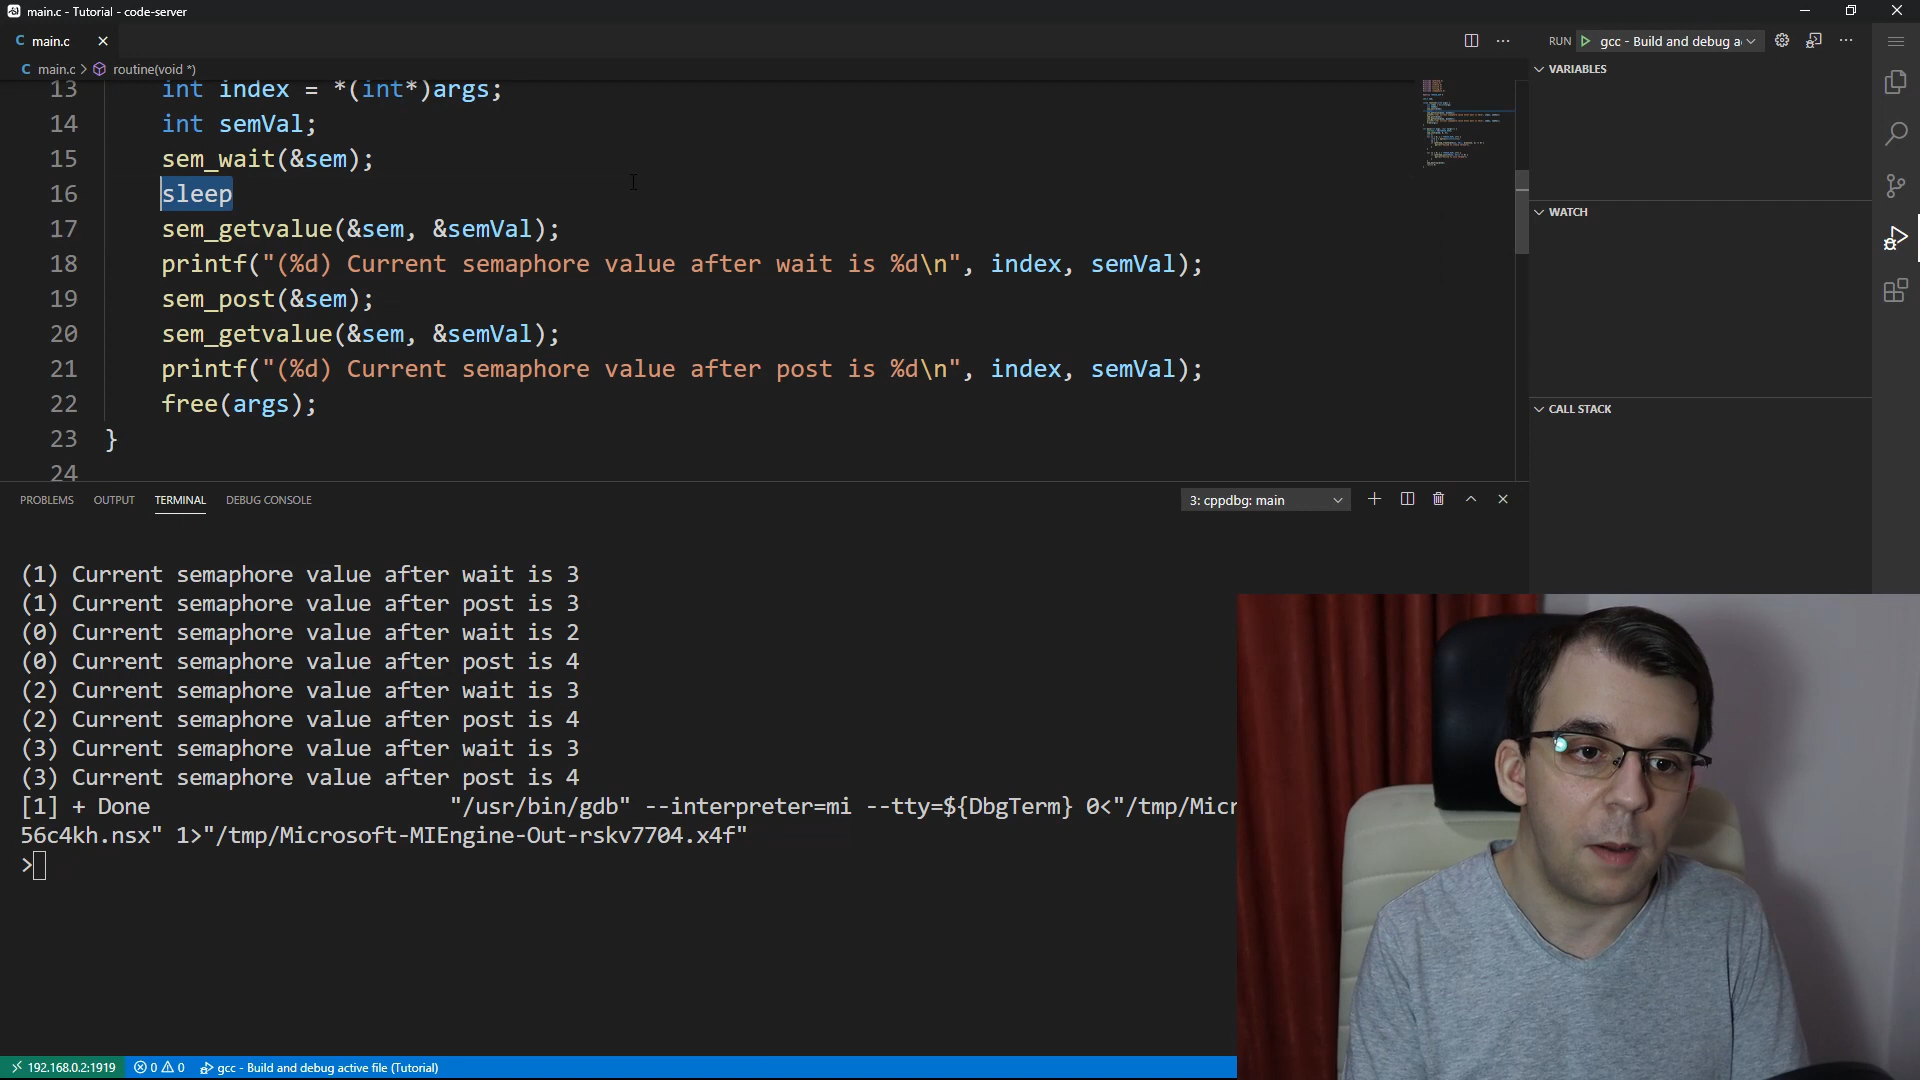 main.c - Tutorial - code-server
C main.c
RUN gcc - Build and debug a
C main.c > routine(void *)
VARIABLES
13 int index = *(int*)args;
14 int semVal;
15 sem_wait(&sem);
16 sleep
17 sem_getvalue(&sem, &semVal);
18 printf("(%d) Current semaphore value after wait is %d\n", index, semVal);
19 sem_post(&sem);
20 sem_getvalue(&sem, &semVal);
21 printf("(%d) Current semaphore value after post is %d\n", index, semVal);
22 free(args);
23 }
24
WATCH
CALL STACK
PROBLEMS OUTPUT TERMINAL DEBUG CONSOLE 3: cppdbg: main
(1) Current semaphore value after wait is 3
(1) Current semaphore value after post is 3
(0) Current semaphore value after wait is 2
(0) Current semaphore value after post is 4
(2) Current semaphore value after wait is 3
(2) Current semaphore value after post is 4
(3) Current semaphore value after wait is 3
(3) Current semaphore value after post is 4
[1] + Done "/usr/bin/gdb" --interpreter=mi --tty=${DbgTerm} 0<"/tmp/Micr
56c4kh.nsx" 1>"/tmp/Microsoft-MIEngine-Out-rskv7704.x4f"
>
192.168.0.2:1919 0 0 gcc - Build and debug active file (Tutorial)